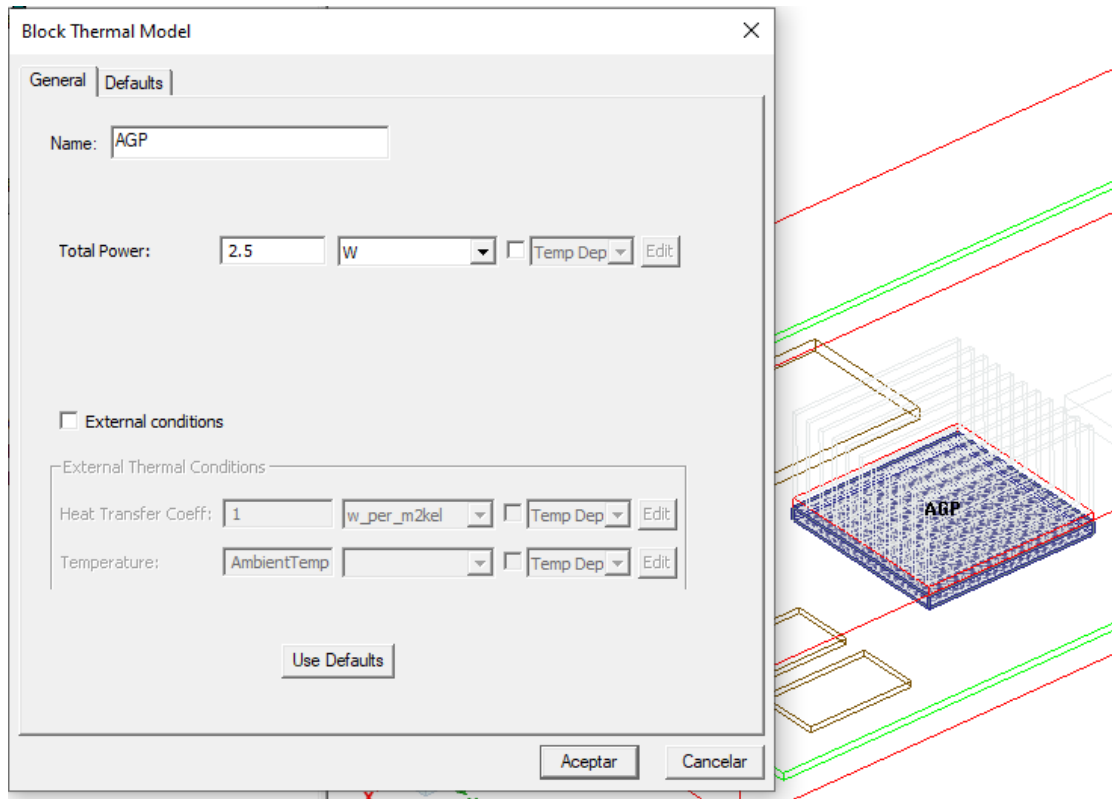 Block Thermal Model
General Defaults
Name: AGP
Total Power: 2.5 W Temp Dep Edit
External conditions
External Thermal Conditions
Heat Transfer Coeff: 1 w_per_m2kel Temp Dep Edit
Temperature: AmbientTemp Temp Dep Edit
Use Defaults
Aceptar Cancelar
AGP